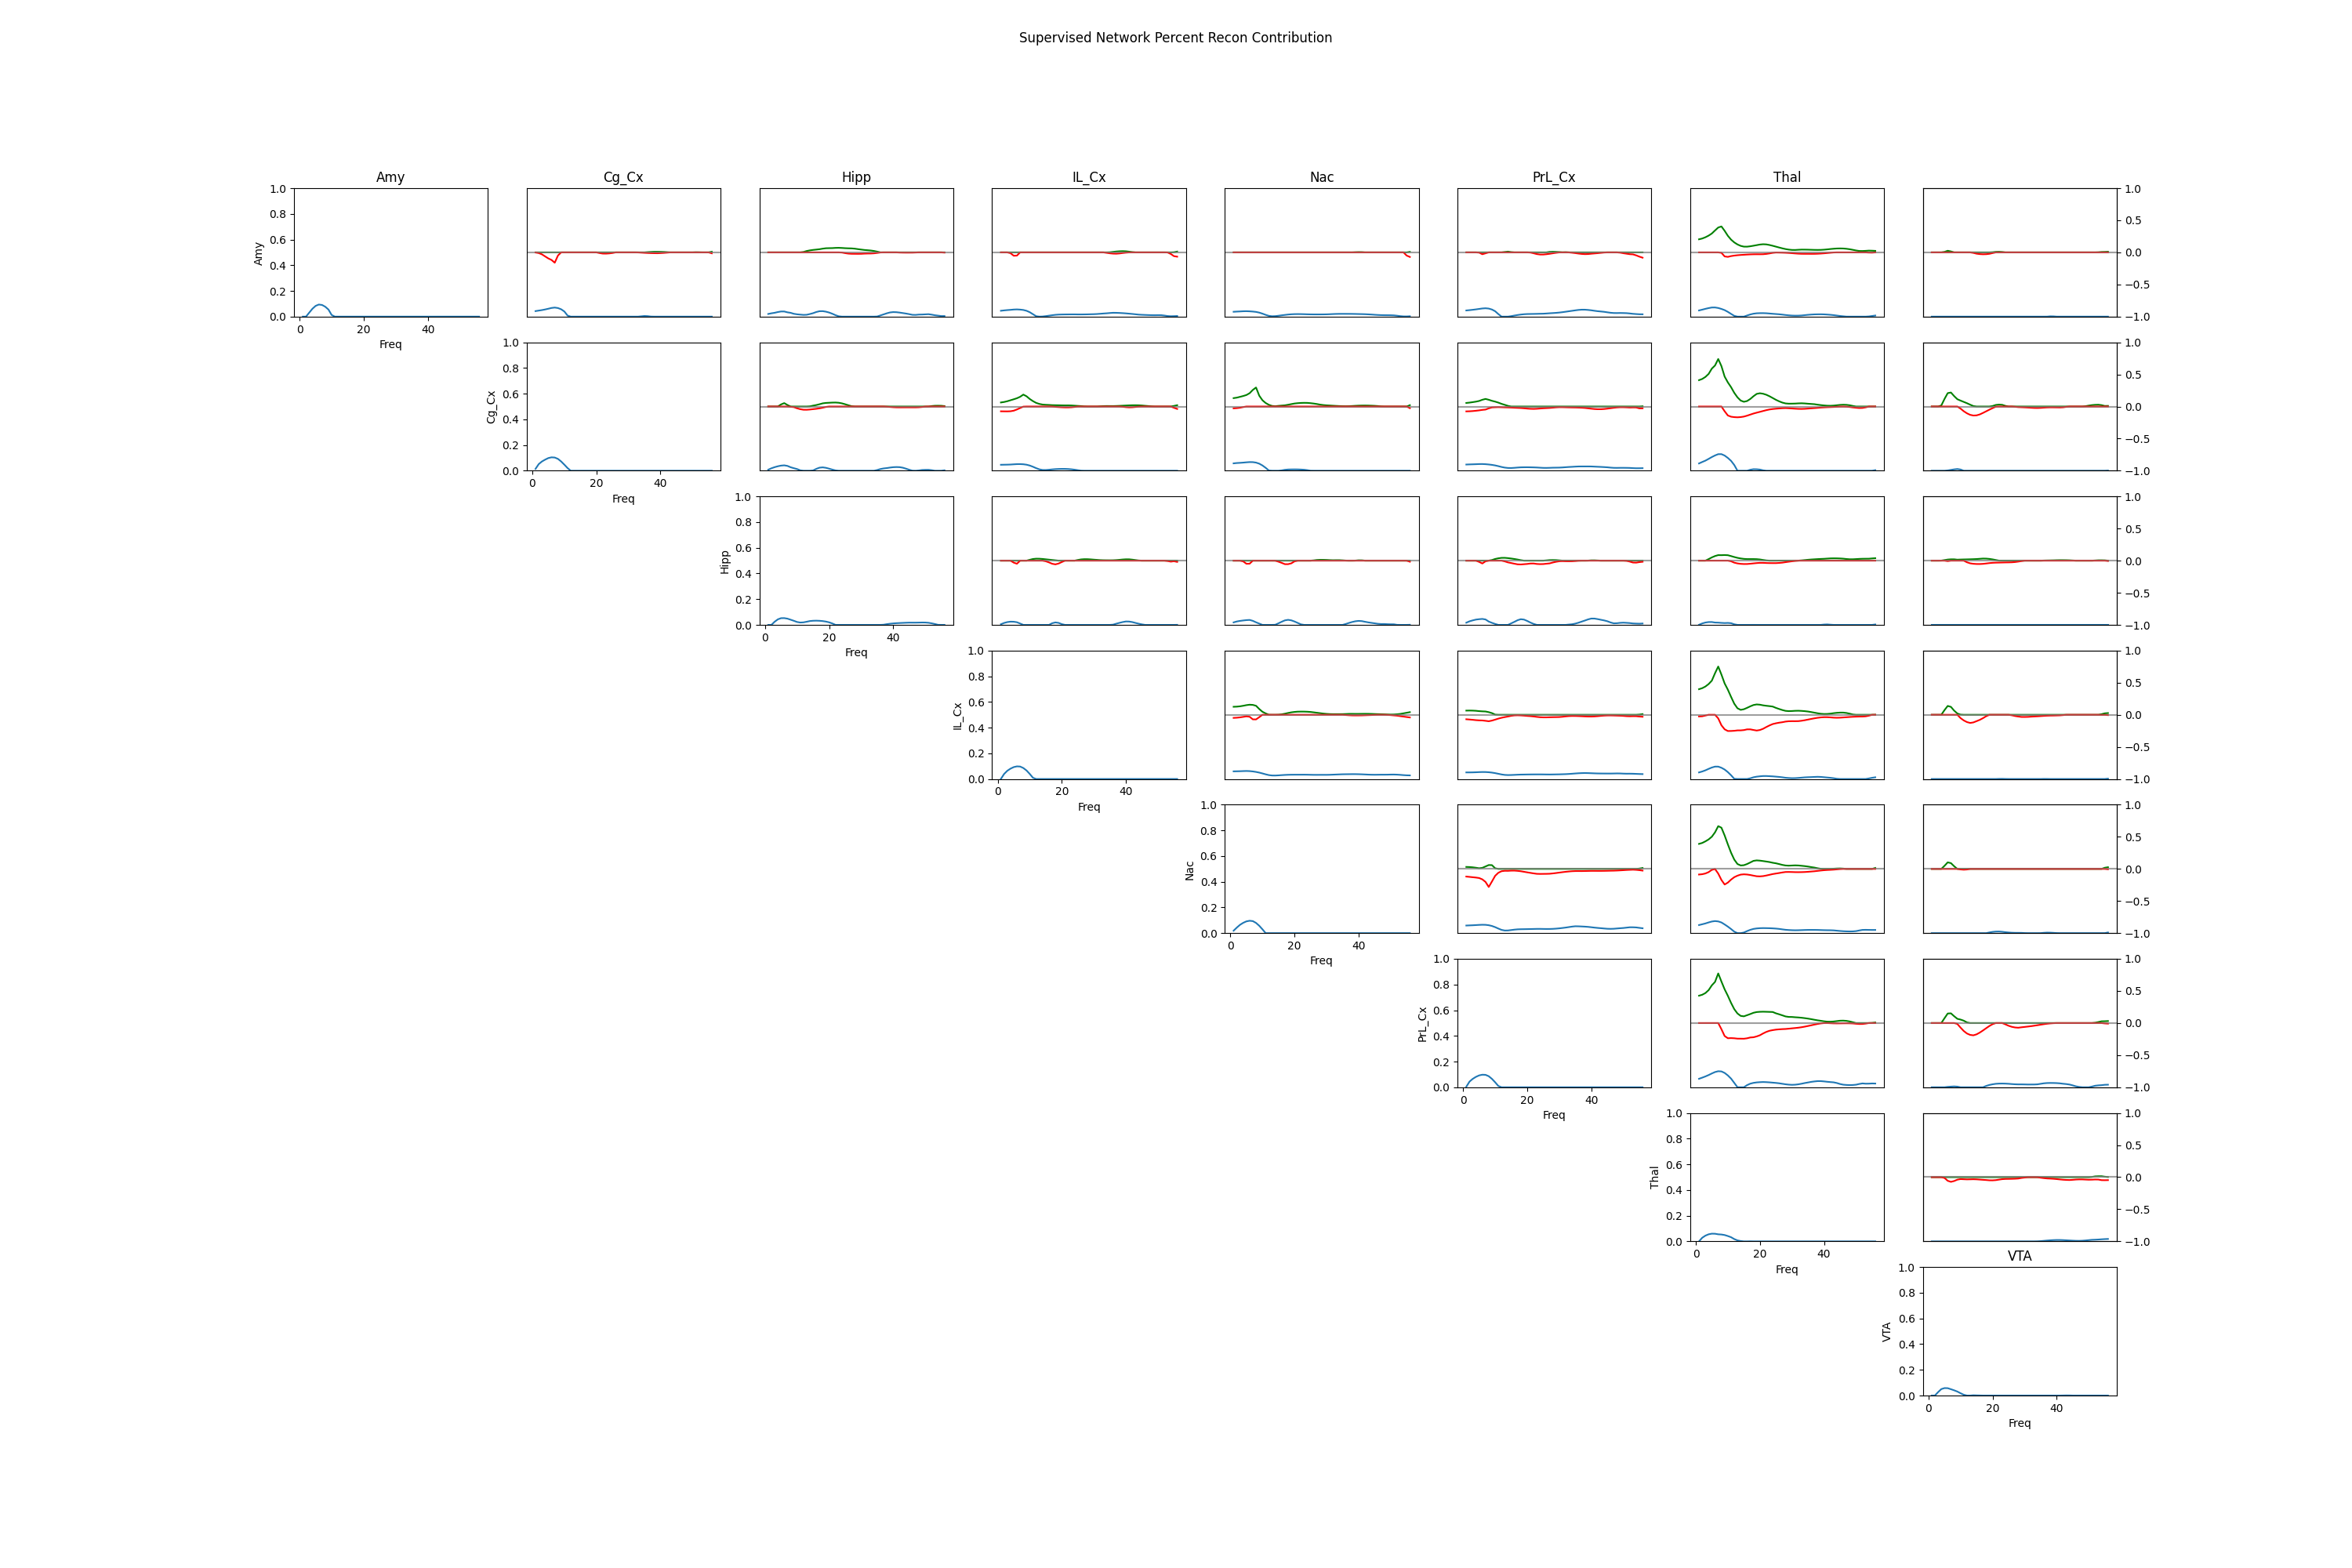 Supervised Network Percent Recon Contribution
Amy Cg_Cx Hipp IL_Cx Nac PrL_Cx Thal
Amy
1.0 0.8 0.6 0.4 0.2 0.0
0 20 40
Freq
1.0 0.5 0.0 −0.5 −1.0
Cg_Cx
1.0 0.8 0.6 0.4 0.2 0.0
0 20 40
Freq
1.0 0.5 0.0 −0.5 −1.0
Hipp
1.0 0.8 0.6 0.4 0.2 0.0
0 20 40
Freq
1.0 0.5 0.0 −0.5 −1.0
IL_Cx
1.0 0.8 0.6 0.4 0.2 0.0
0 20 40
Freq
1.0 0.5 0.0 −0.5 −1.0
Nac
1.0 0.8 0.6 0.4 0.2 0.0
0 20 40
Freq
1.0 0.5 0.0 −0.5 −1.0
PrL_Cx
1.0 0.8 0.6 0.4 0.2 0.0
0 20 40
Freq
1.0 0.5 0.0 −0.5 −1.0
Thal
1.0 0.8 0.6 0.4 0.2 0.0
0 20 40
Freq
1.0 0.5 0.0 −0.5 −1.0
VTA
VTA
1.0 0.8 0.6 0.4 0.2 0.0
0 20 40
Freq